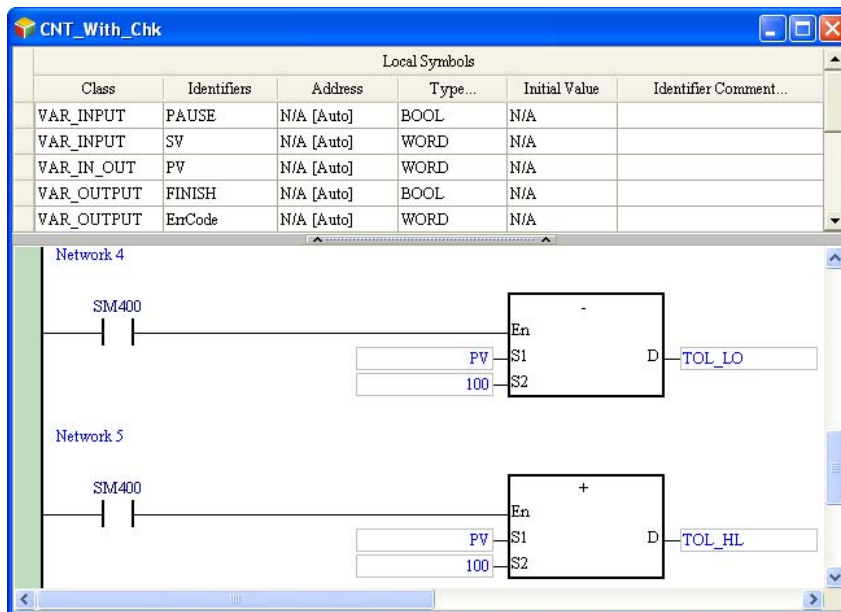 CNT_With_Chk
Local Symbols
Class Identifiers Address Type... Initial Value Identifier Comment...
VAR_INPUT PAUSE N/A [Auto] BOOL N/A
VAR_INPUT SV N/A [Auto] WORD N/A
VAR_IN_OUT PV N/A [Auto] WORD N/A
VAR_OUTPUT FINISH N/A [Auto] BOOL N/A
VAR_OUTPUT ErrCode N/A [Auto] WORD N/A
Network 4
SM400 -
En
PV S1 D TOL_LO
100 S2
Network 5
SM400 +
En
PV S1 D TOL_HL
100 S2